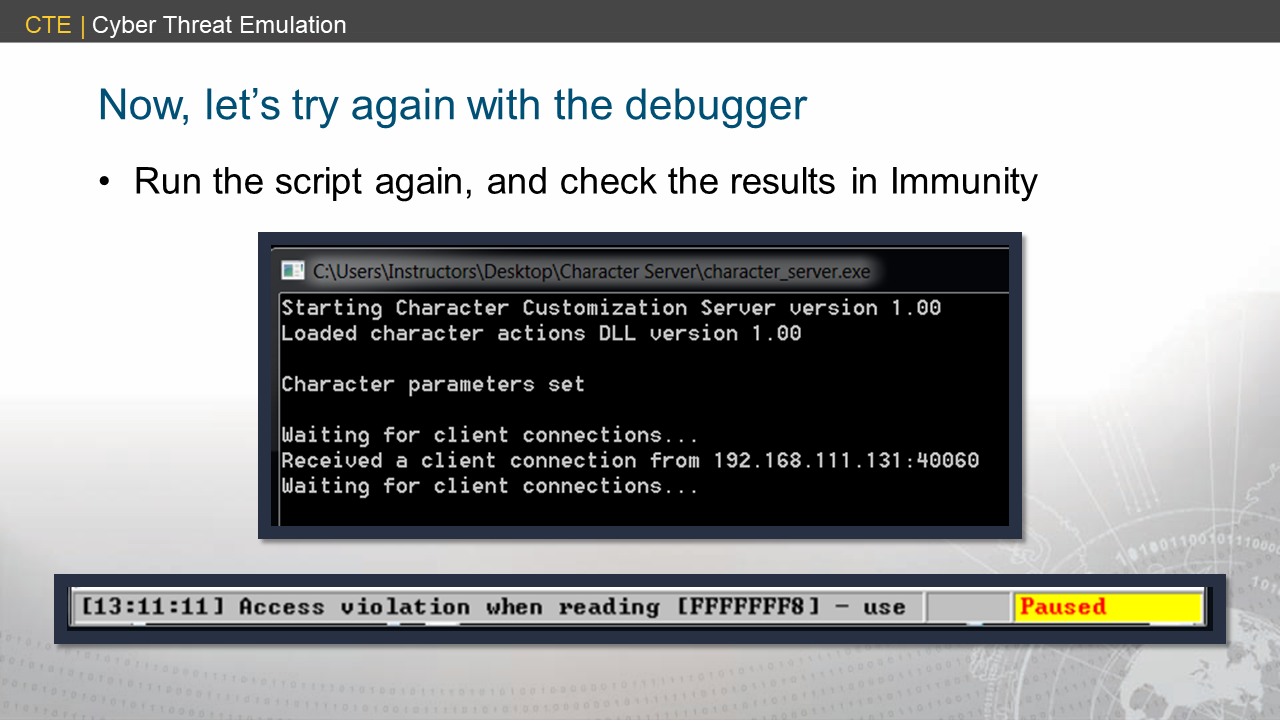 CTE | Cyber Threat Emulation
Now, let’s try again with the debugger
• Run the script again, and check the results in Immunity
C:\Users\Instructors\Desktop\Character Server\character_server.exe
Starting Character Customization Server version 1.00
Loaded character actions DLL version 1.00
Character parameters set
Waiting for client connections...
Received a client connection from 192.168.111.131:40060
Waiting for client connections...
[13:11:11] Access violation when reading [FFFFFFF8] - use
Paused